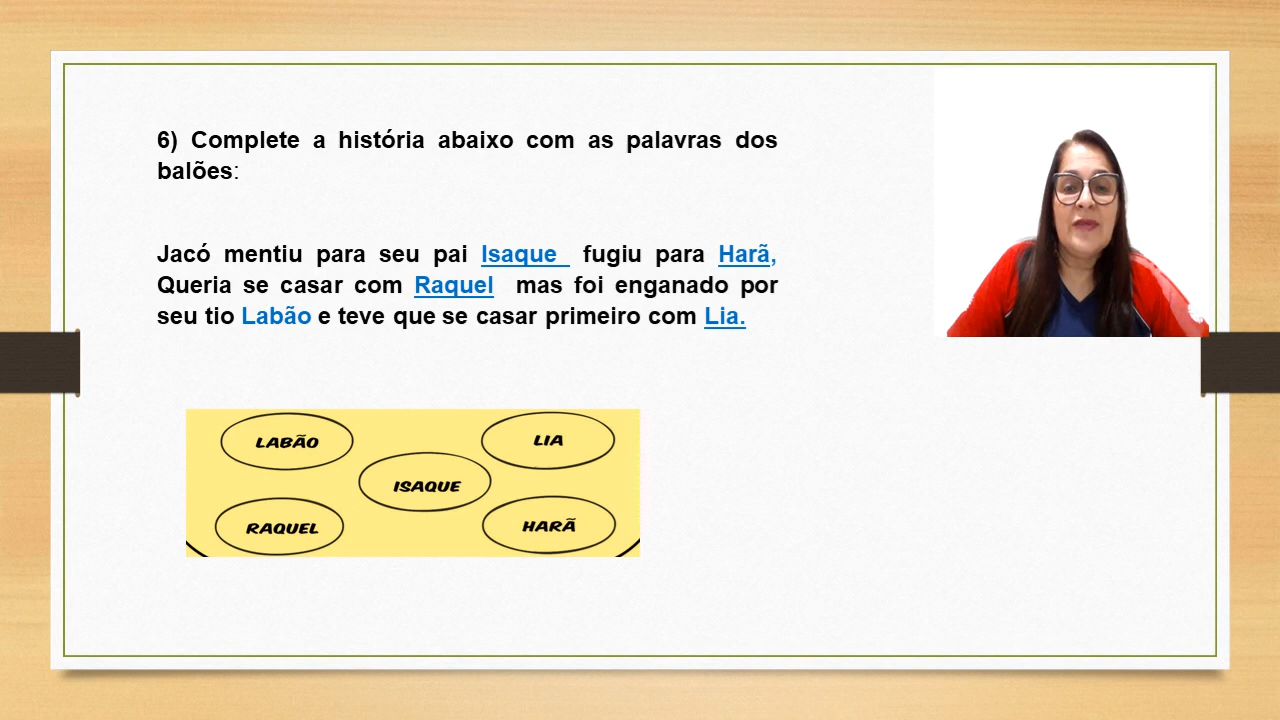 6) Complete a história abaixo com as palavras dos
balões:
Jacó mentiu para seu pai Isaque fugiu para Harã,
Queria se casar com Raquel mas foi enganado por
seu tio Labão e teve que se casar primeiro com Lia.
LABÃO
LIA
ISAQUE
RAQUEL
HARÃ